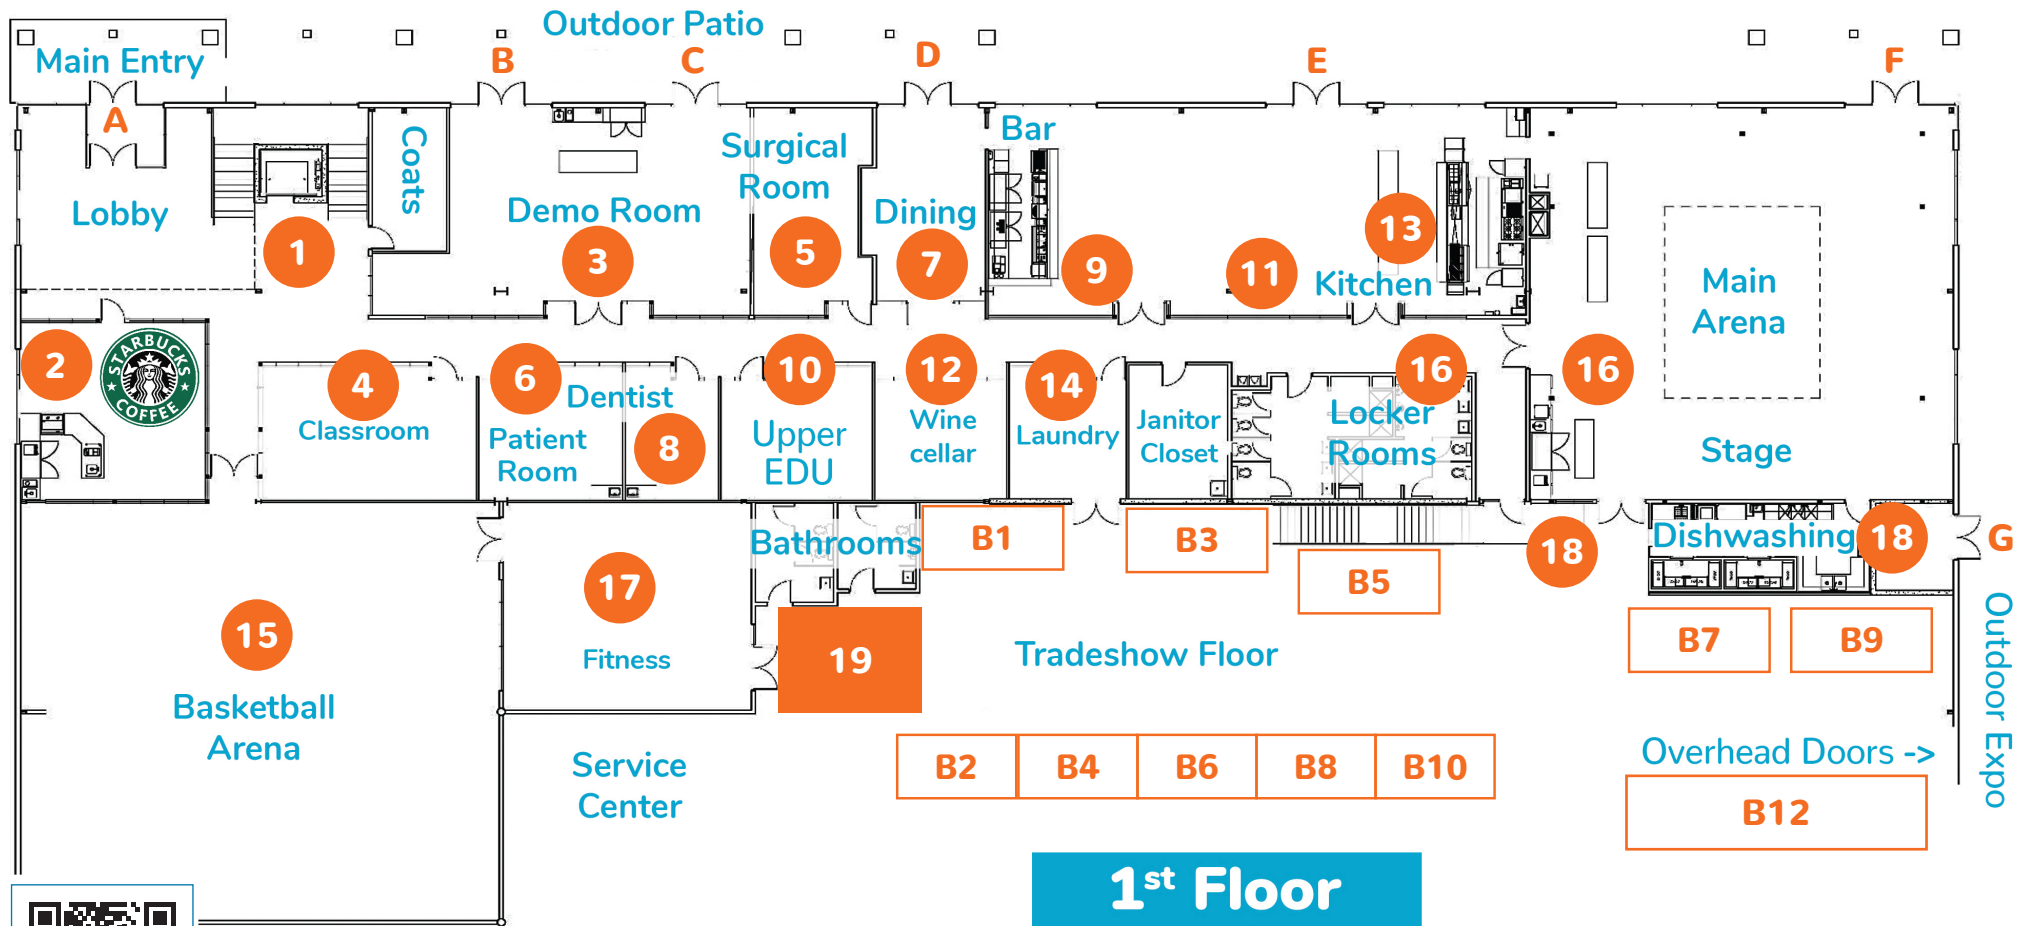 Outdoor Patio
Main Entry
A
B
C
D
E
F
Lobby
1
Coats
Demo Room
3
Surgical
Room
5
Dining
7
Bar
9
11
13
Kitchen
Main
Arena
Stage
2
STARBUCKS
COFFEE
4
Classroom
6
Dentist
Patient
Room
8
10
Upper
EDU
12
Wine
cellar
14
Laundry
Janitor
Closet
16
Locker
Rooms
16
15
Basketball
Arena
17
Fitness
Bathrooms
19
B1
B3
B5
18
Dishwashing
18
G
B7
B9
Tradeshow Floor
Outdoor Expo
Service
Center
B2
B4
B6
B8
B10
Overhead Doors ->
B12
1st Floor